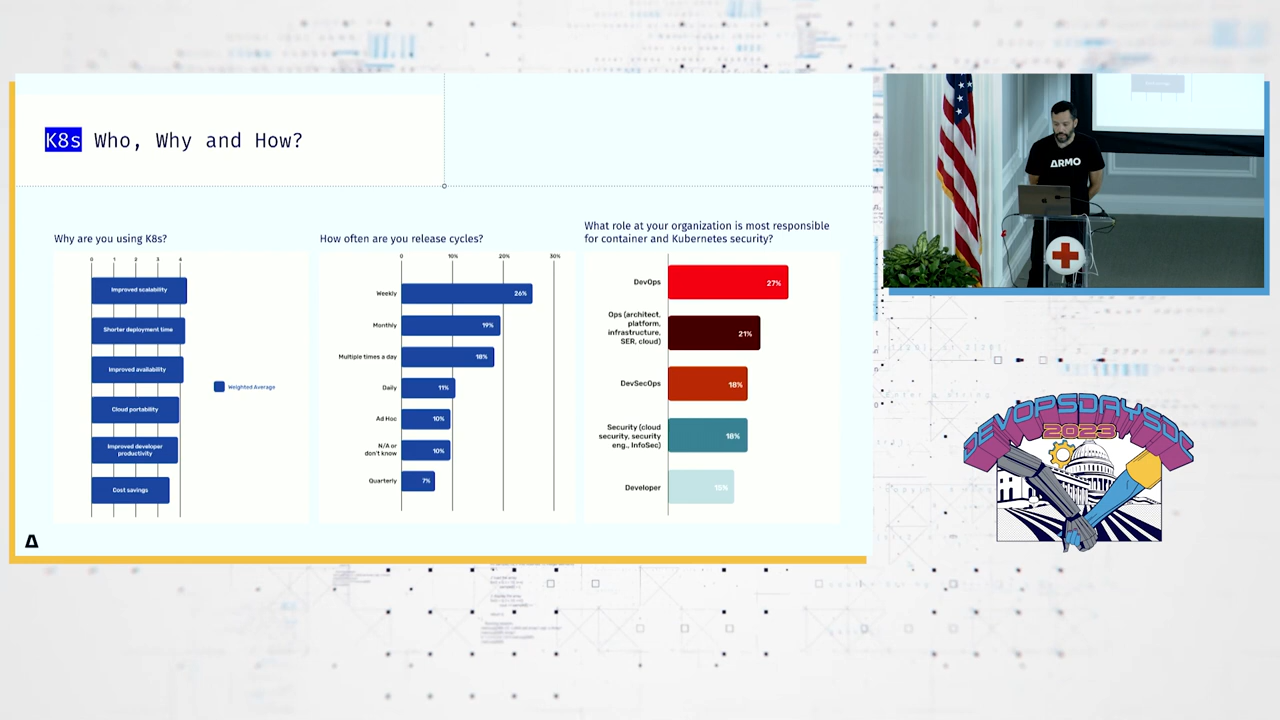 K8s Who, Why and How?
Why are you using K8s?
0 1 2 3 4
Improved scalability
Shorter deployment time
Improved availability
Cloud portability
Improved developer
productivity
Cost savings
Weighted Average
How often are you release cycles?
0 10% 20% 30%
Weekly 26%
Monthly 19%
Multiple times a day 18%
Daily 11%
Ad Hoc 10%
N/A or
don't know 10%
Quarterly 7%
What role at your organization is most responsible
for container and Kubernetes security?
DevOps 27%
Ops (architect,
platform,
infrastructure,
SER, cloud) 21%
DevSecOps 18%
Security (cloud
security, security
eng., InfoSec) 18%
Developer 15%
ARMO
DEVOPSDAYSDC
2023